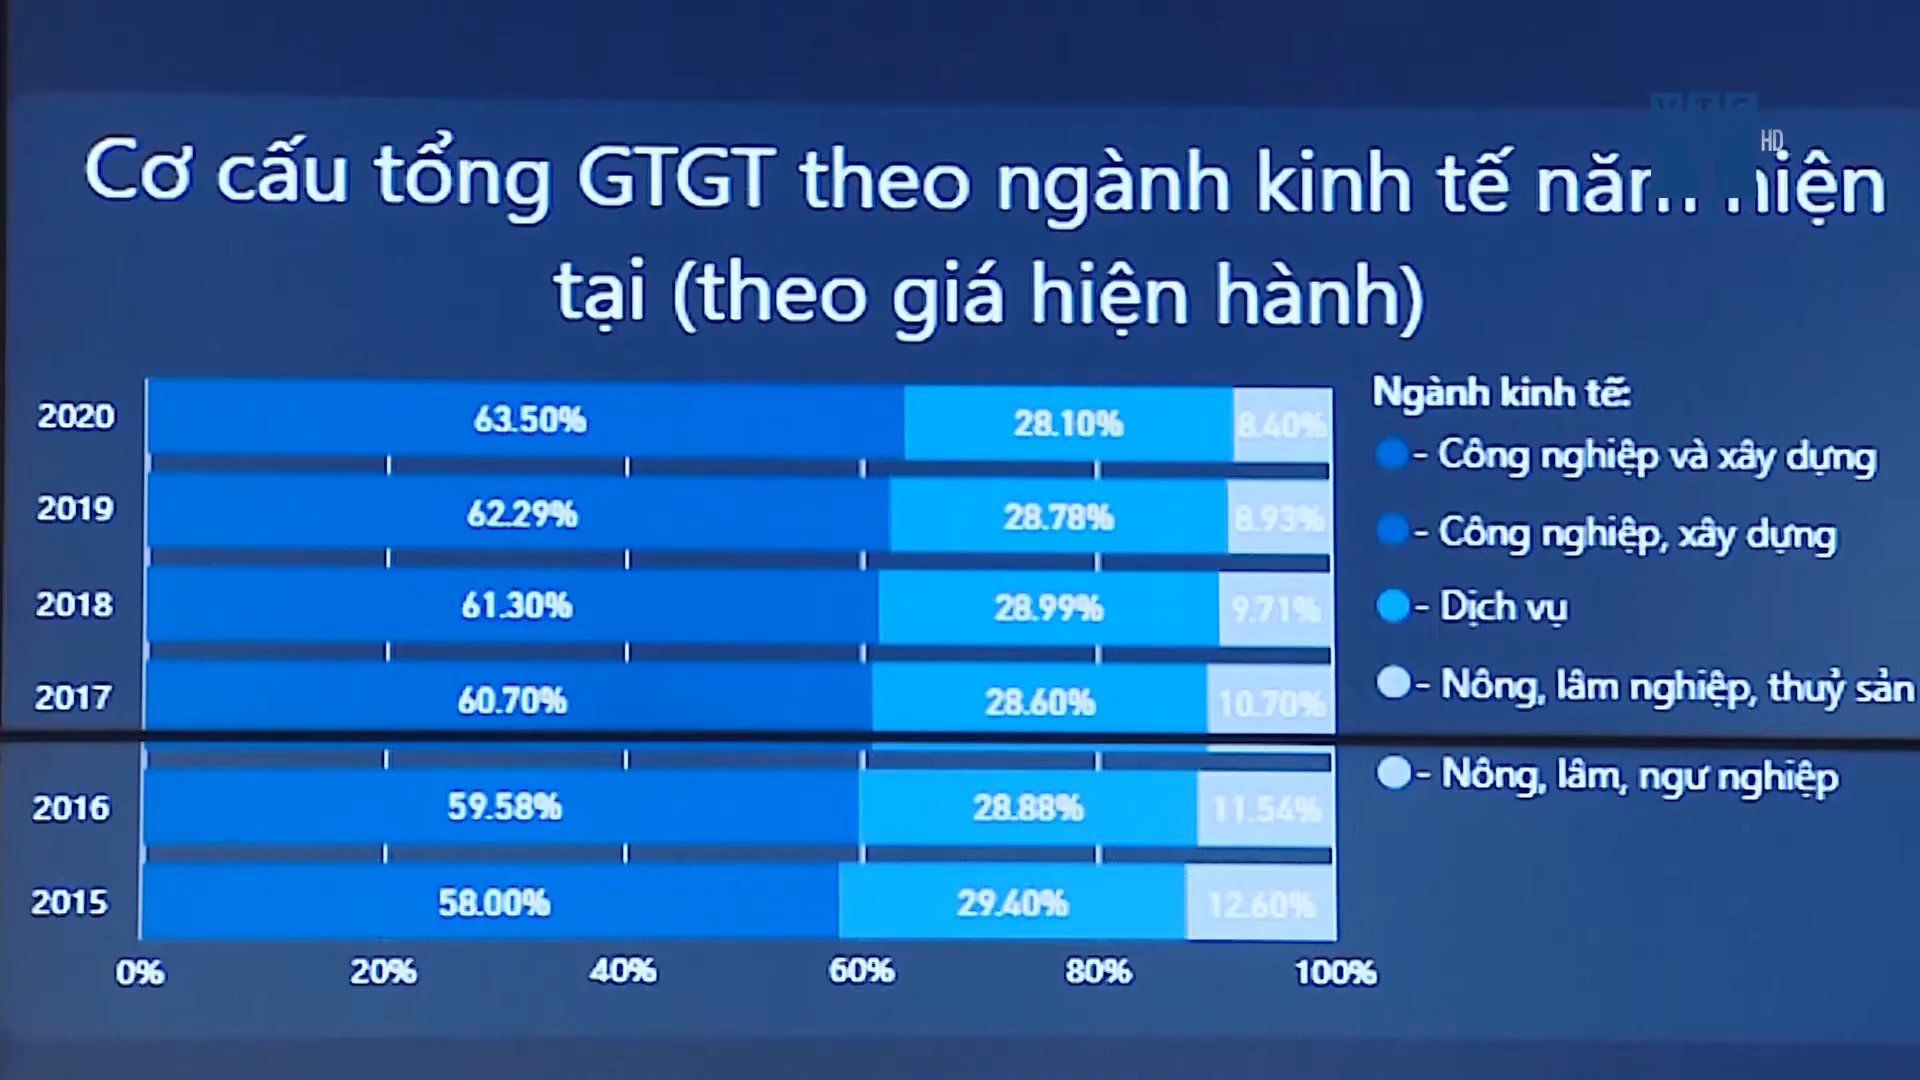 Cơ cấu tổng GTGT theo ngành kinh tế năm hiện
tại (theo giá hiện hành)
VTC
HD
Ngành kinh tế:
- Công nghiệp và xây dựng
- Công nghiệp, xây dựng
- Dịch vụ
- Nông, lâm nghiệp, thuỷ sản
- Nông, lâm, ngư nghiệp
2020 63.50% 28.10% 8.40%
2019 62.29% 28.78% 8.93%
2018 61.30% 28.99% 9.71%
2017 60.70% 28.60% 10.70%
2016 59.58% 28.88% 11.54%
2015 58.00% 29.40% 12.60%
0% 20% 40% 60% 80% 100%